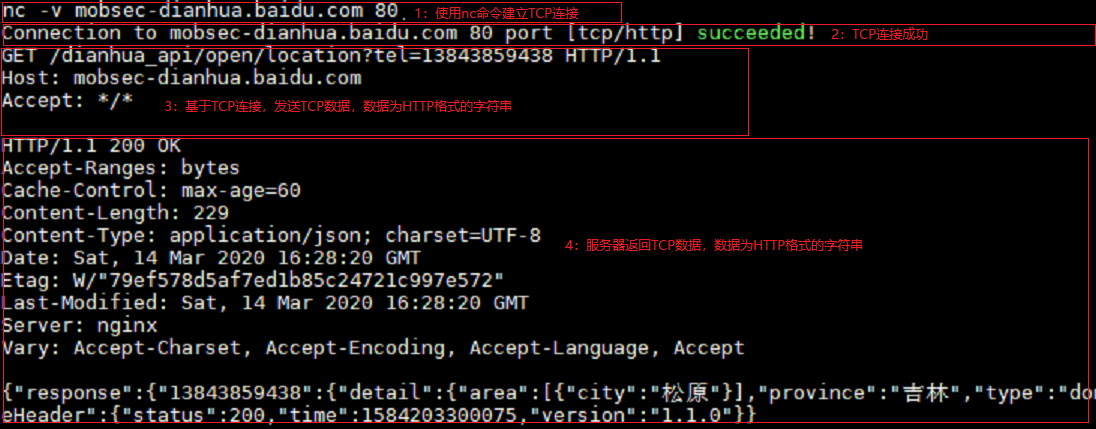 nc -v mobsec-dianhua.baidu.com 80 1：使用nc命令建立TCP连接
Connection to mobsec-dianhua.baidu.com 80 port [tcp/http] succeeded! 2：TCP连接成功
GET /dianhua_api/open/location?tel=13843859438 HTTP/1.1
Host: mobsec-dianhua.baidu.com
Accept: */* 3：基于TCP连接，发送TCP数据，数据为HTTP格式的字符串
HTTP/1.1 200 OK
Accept-Ranges: bytes
Cache-Control: max-age=60
Content-Length: 229
Content-Type: application/json; charset=UTF-8 4：服务器返回TCP数据，数据为HTTP格式的字符串
Date: Sat, 14 Mar 2020 16:28:20 GMT
Etag: W/"79ef578d5af7ed1b85c24721c997e572"
Last-Modified: Sat, 14 Mar 2020 16:28:20 GMT
Server: nginx
Vary: Accept-Charset, Accept-Encoding, Accept-Language, Accept
{"response":{"13843859438":{"detail":{"area":[{"city":"松原"}],"province":"吉林","type":"do
eHeader":{"status":200,"time":1584203300075,"version":"1.1.0"}}